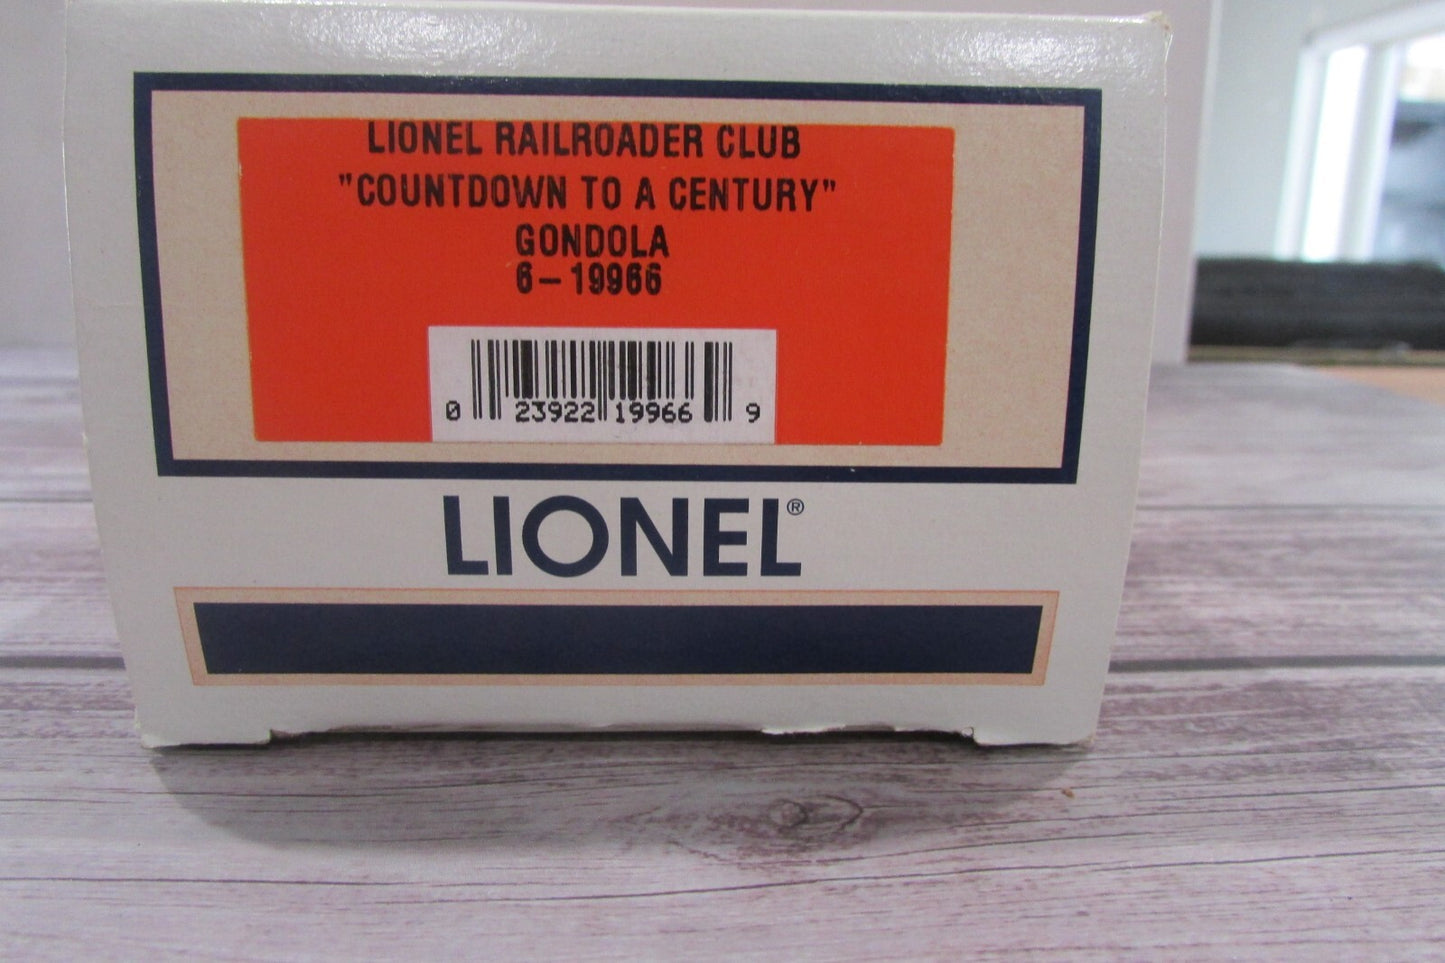 LIONEL RAILROADER CLUB
"COUNTDOWN TO A CENTURY"
GONDOLA
6-19966
0 23922 19966 9
LIONEL®